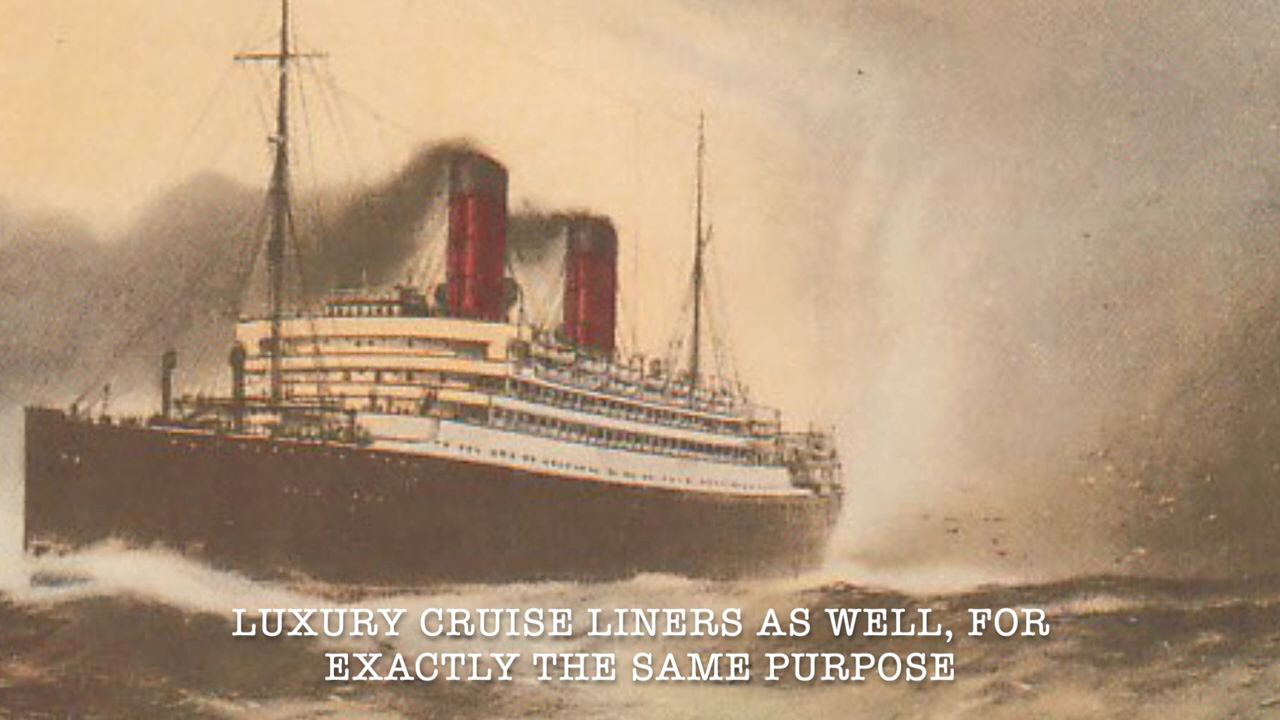 LUXURY CRUISE LINERS AS WELL, FOR
EXACTLY THE SAME PURPOSE